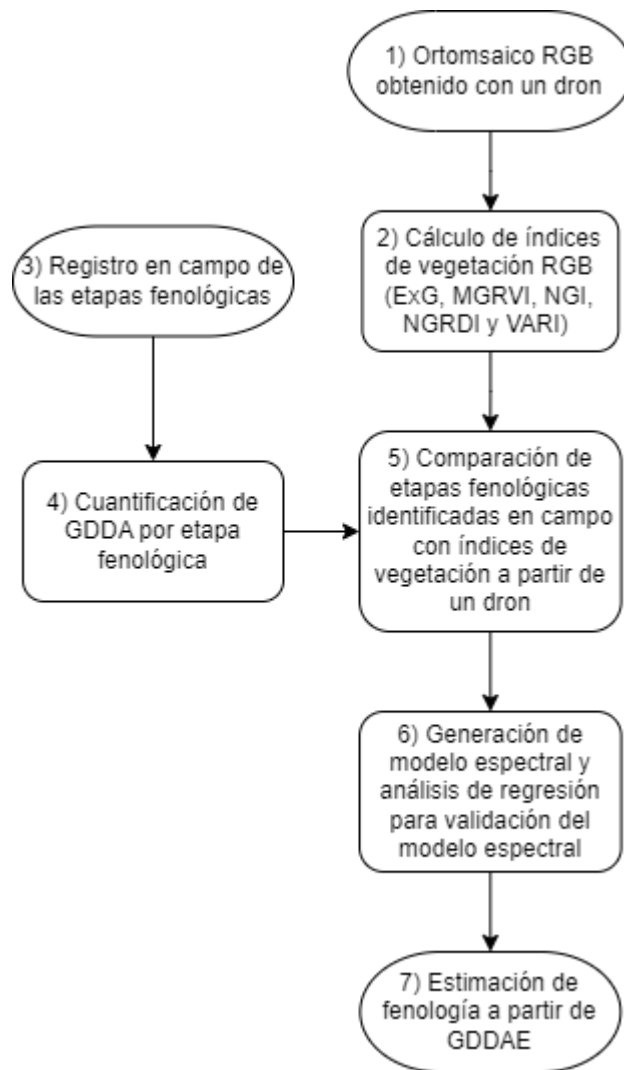 1) Ortomsaico RGB
obtenido con un dron
2) Cálculo de índices
de vegetación RGB
(ExG, MGRVI, NGI,
NGRDI y VARI)
3) Registro en campo de
las etapas fenológicas
4) Cuantificación de
GDDA por etapa
fenológica
5) Comparación de
etapas fenológicas
identificadas en campo
con índices de
vegetación a partir de
un dron
6) Generación de
modelo espectral y
análisis de regresión
para validación del
modelo espectral
7) Estimación de
fenología a partir de
GDDAE